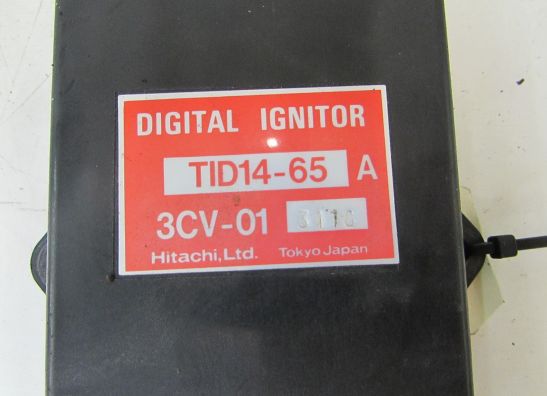 DIGITAL IGNITOR
TID14-65 A
3CV-01
Hitachi,Ltd. Tokyo Japan